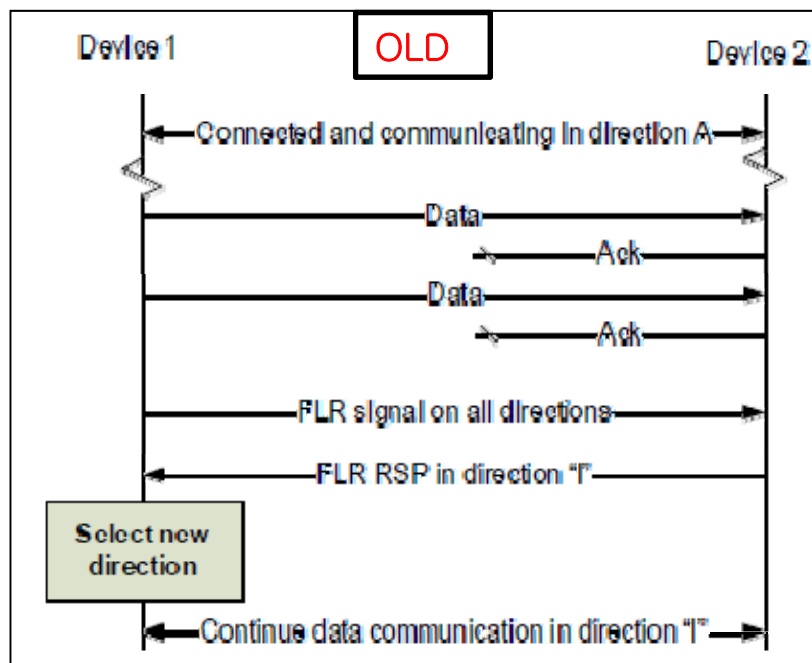 Device 1
OLD
Device 2
Connected and communicating in direction A
Data
Ack
Data
Ack
FLR signal on all directions
FLR RSP in direction "I"
Select new
direction
Continue data communication in direction "I"